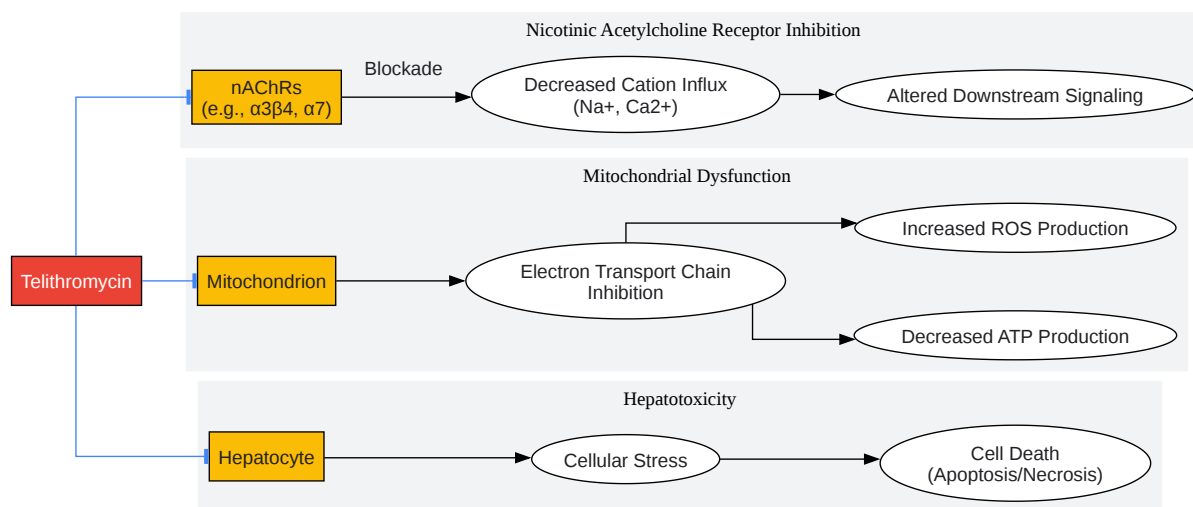 Nicotinic Acetylcholine Receptor Inhibition
nAChRs
(e.g., α3β4, α7)
Blockade
Decreased Cation Influx
(Na+, Ca2+)
Altered Downstream Signaling
Mitochondrial Dysfunction
Telithromycin
Mitochondrion
Electron Transport Chain
Inhibition
Increased ROS Production
Decreased ATP Production
Hepatotoxicity
Hepatocyte
Cellular Stress
Cell Death
(Apoptosis/Necrosis)